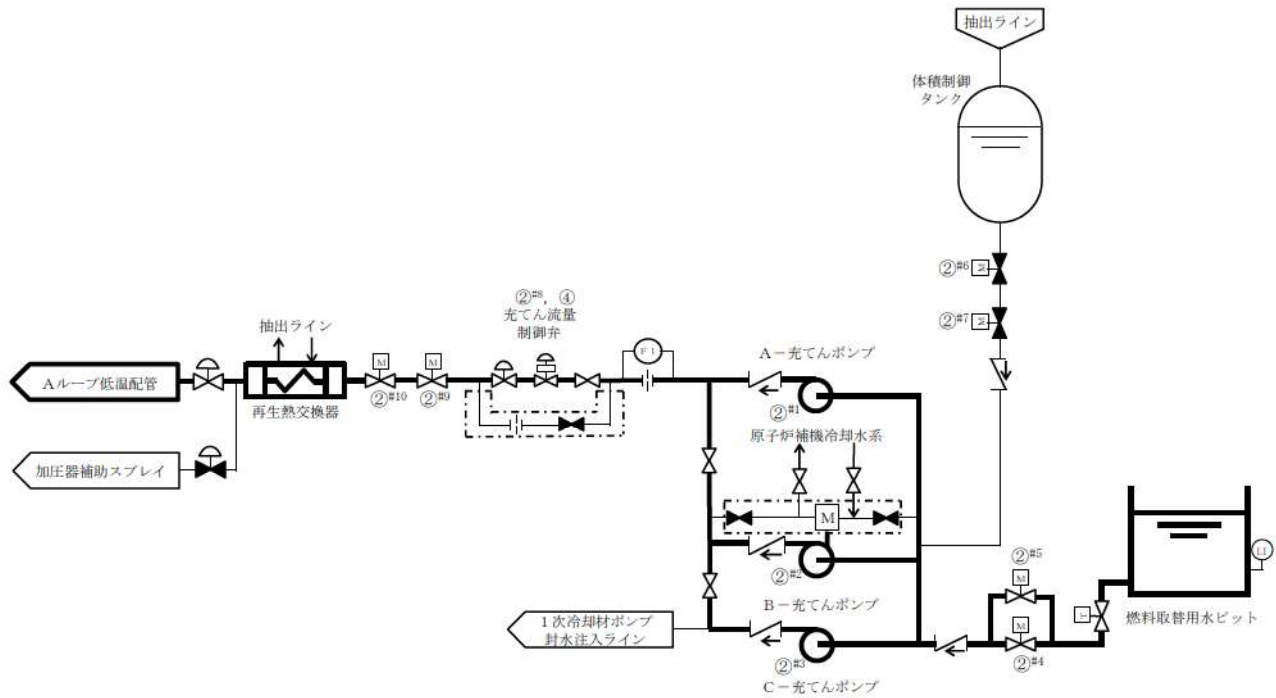 抽出ライン
体積制御
タンク
②#6 M
②#7 M
②#8, ④
充てん流量
制御弁
抽出ライン
FI
A－充てんポンプ
M
M
Aループ低温配管
②#10
②#9
再生熱交換器
②#1
原子炉補機冷却水系
加圧器補助スプレイ
M
②#5
M
LI
②#2
B－充てんポンプ
T
燃料取替用水ピット
1次冷却材ポンプ
封水注入ライン
M
②#4
②#3
C－充てんポンプ